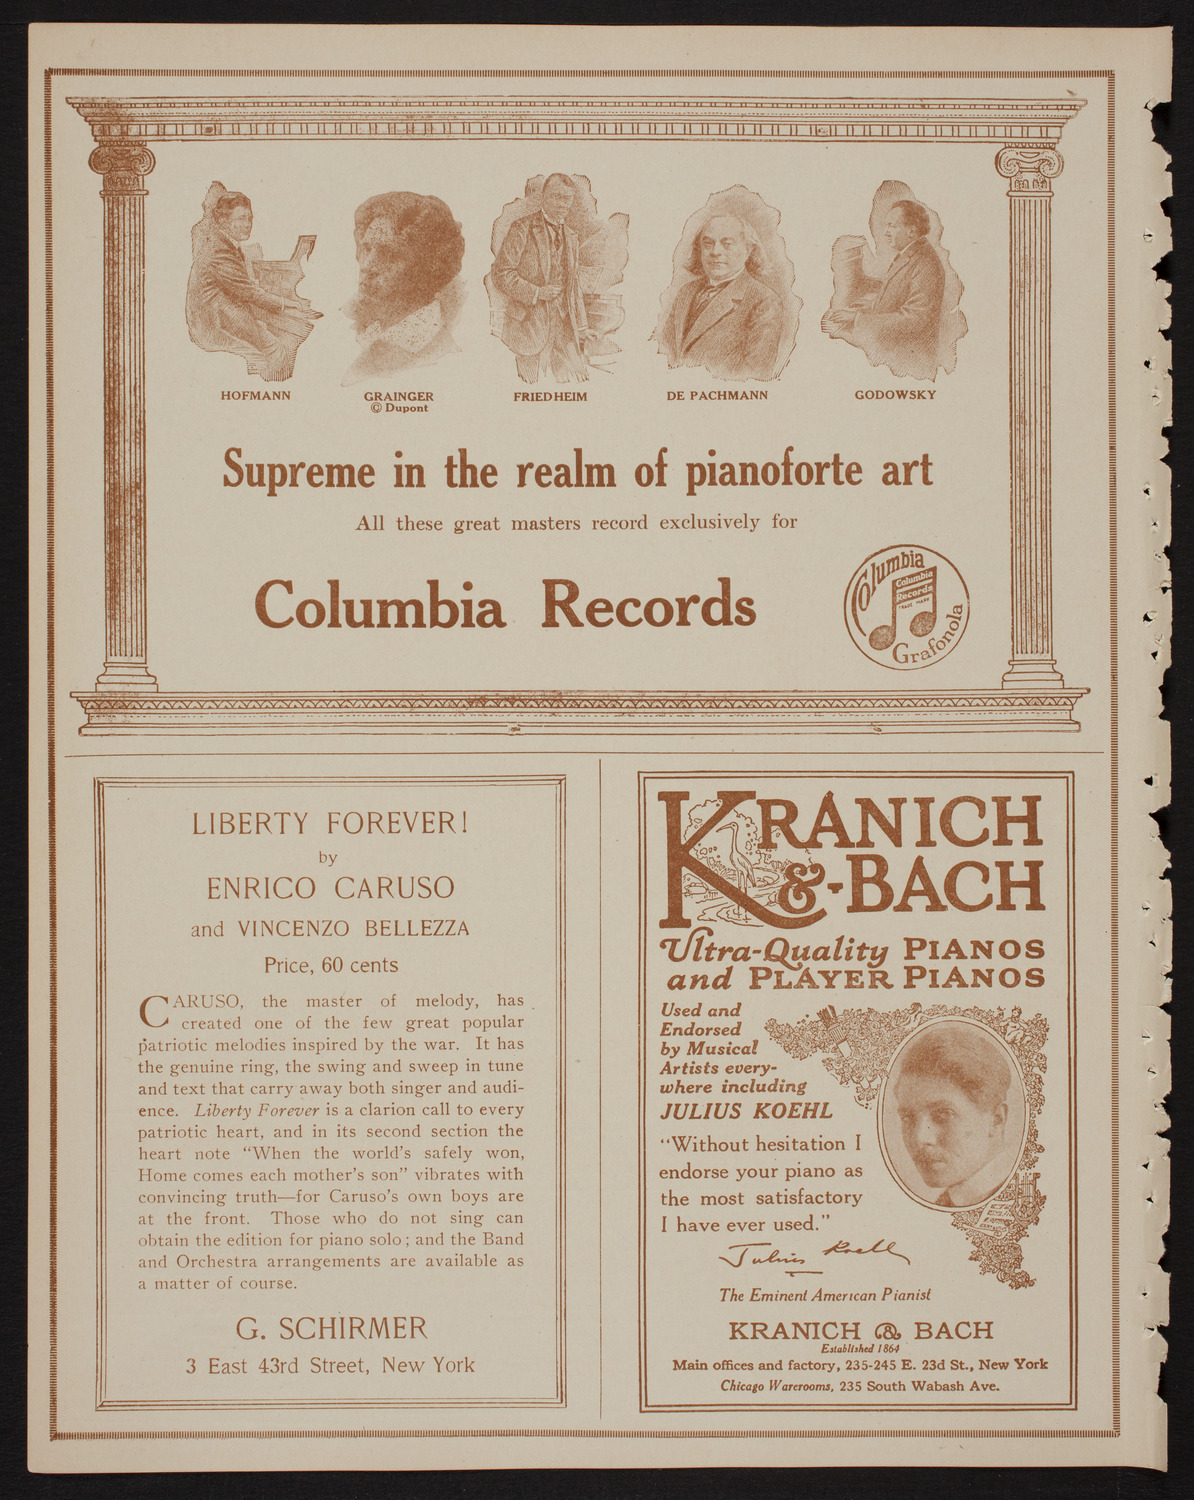 HOFMANN
GRAINGER
© Dupont
FRIEDHEIM
DE PACHMANN
GODOWSKY
Supreme in the realm of pianoforte art
All these great masters record exclusively for
Columbia Records
Columbia
Columbia
Records
TRADE MARK
Grafonola
LIBERTY FOREVER!
by
ENRICO CARUSO
and VINCENZO BELLEZZA
Price, 60 cents
CARUSO, the master of melody, has
created one of the few great popular
patriotic melodies inspired by the war. It has
the genuine ring, the swing and sweep in tune
and text that carry away both singer and audi-
ence. Liberty Forever is a clarion call to every
patriotic heart, and in its second section the
heart note “When the world’s safely won,
Home comes each mother’s son” vibrates with
convincing truth—for Caruso’s own boys are
at the front. Those who do not sing can
obtain the edition for piano solo; and the Band
and Orchestra arrangements are available as
a matter of course.
G. SCHIRMER
3 East 43rd Street, New York
KRANICH
&-BACH
Ultra-Quality PIANOS
and PLAYER PIANOS
Used and
Endorsed
by Musical
Artists every-
where including
JULIUS KOEHL
“Without hesitation I
endorse your piano as
the most satisfactory
I have ever used.”
Julius Koehl
The Eminent American Pianist
KRANICH & BACH
Established 1864
Main offices and factory, 235-245 E. 23d St., New York
Chicago Warerooms, 235 South Wabash Ave.